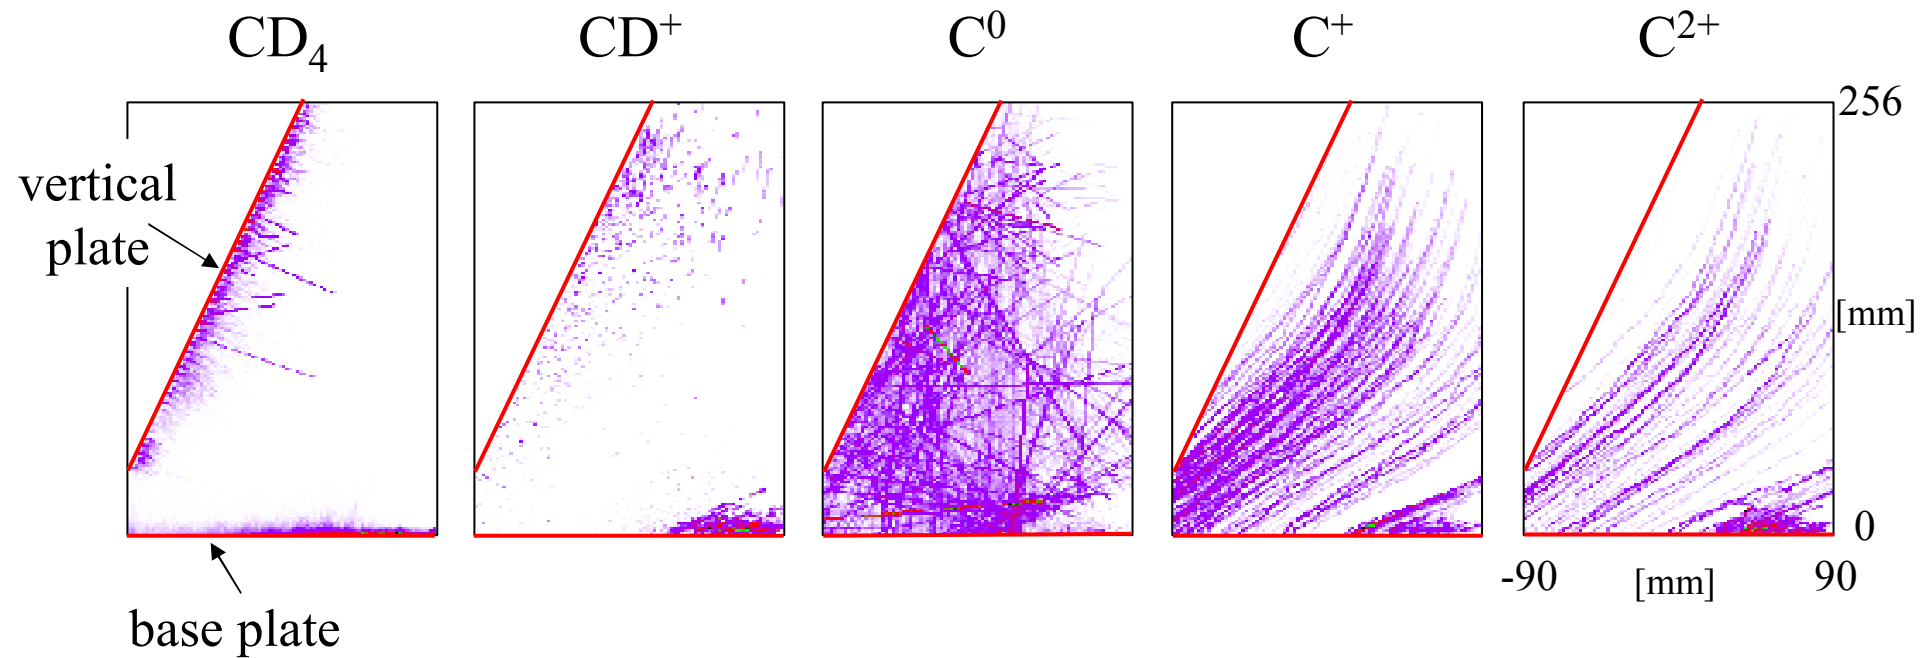 CD₄ CD⁺ C⁰ C⁺ C²⁺
256
vertical
plate
[mm]
0
-90 [mm] 90
base plate